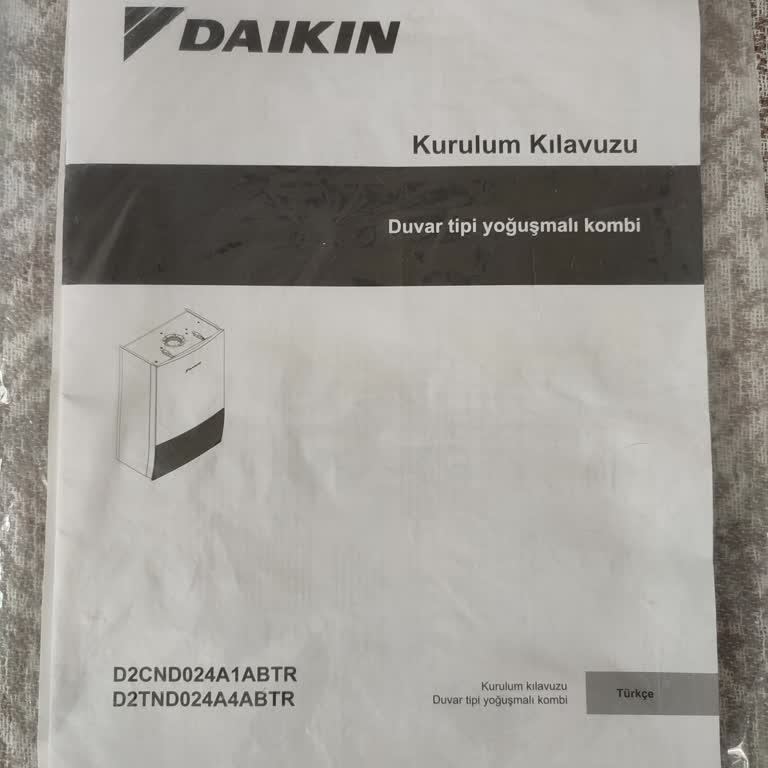 DAIKIN
Kurulum Kılavuzu
Duvar tipi yoğuşmalı kombi
D2CND024A1ABTR
D2TND024A4ABTR
Kurulum kılavuzu
Duvar tipi yoğuşmalı kombi
Türkçe